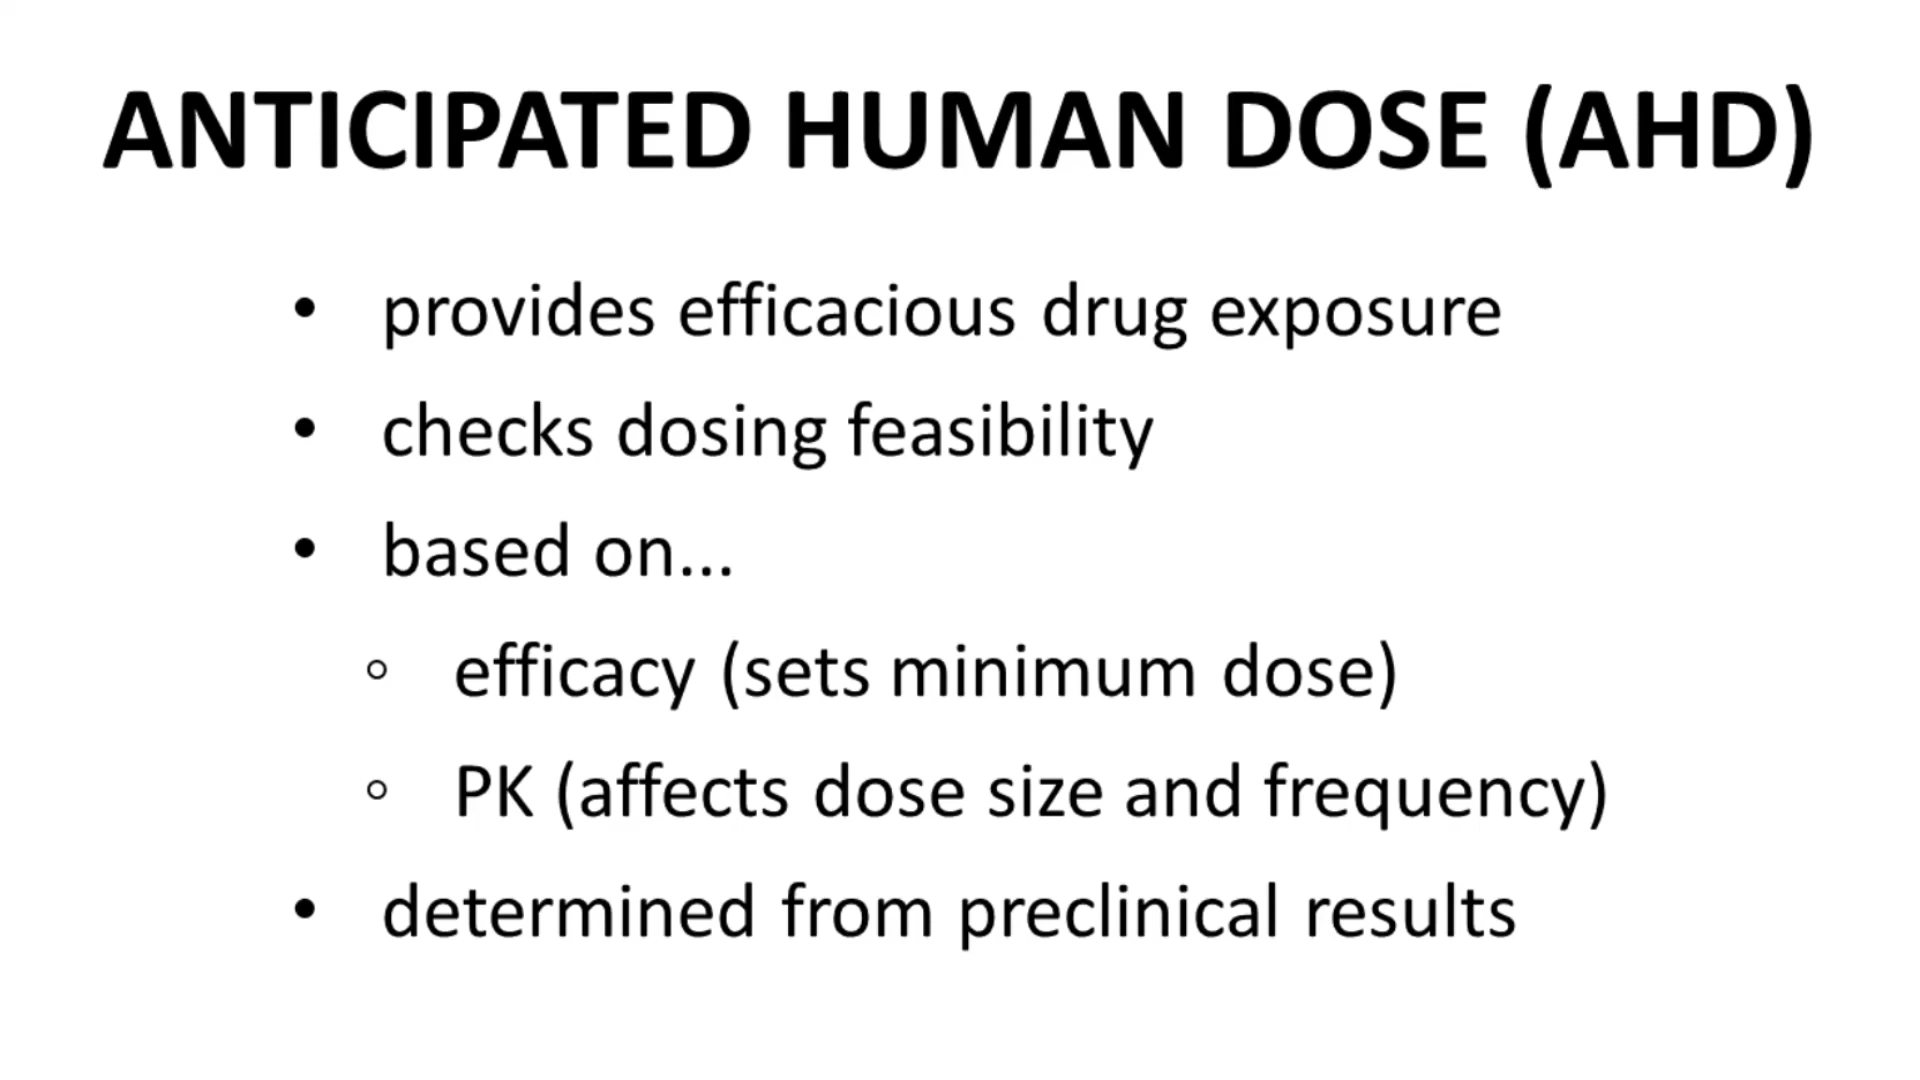 ANTICIPATED HUMAN DOSE (AHD)
• provides efficacious drug exposure
• checks dosing feasibility
• based on...
◦ efficacy (sets minimum dose)
◦ PK (affects dose size and frequency)
• determined from preclinical results